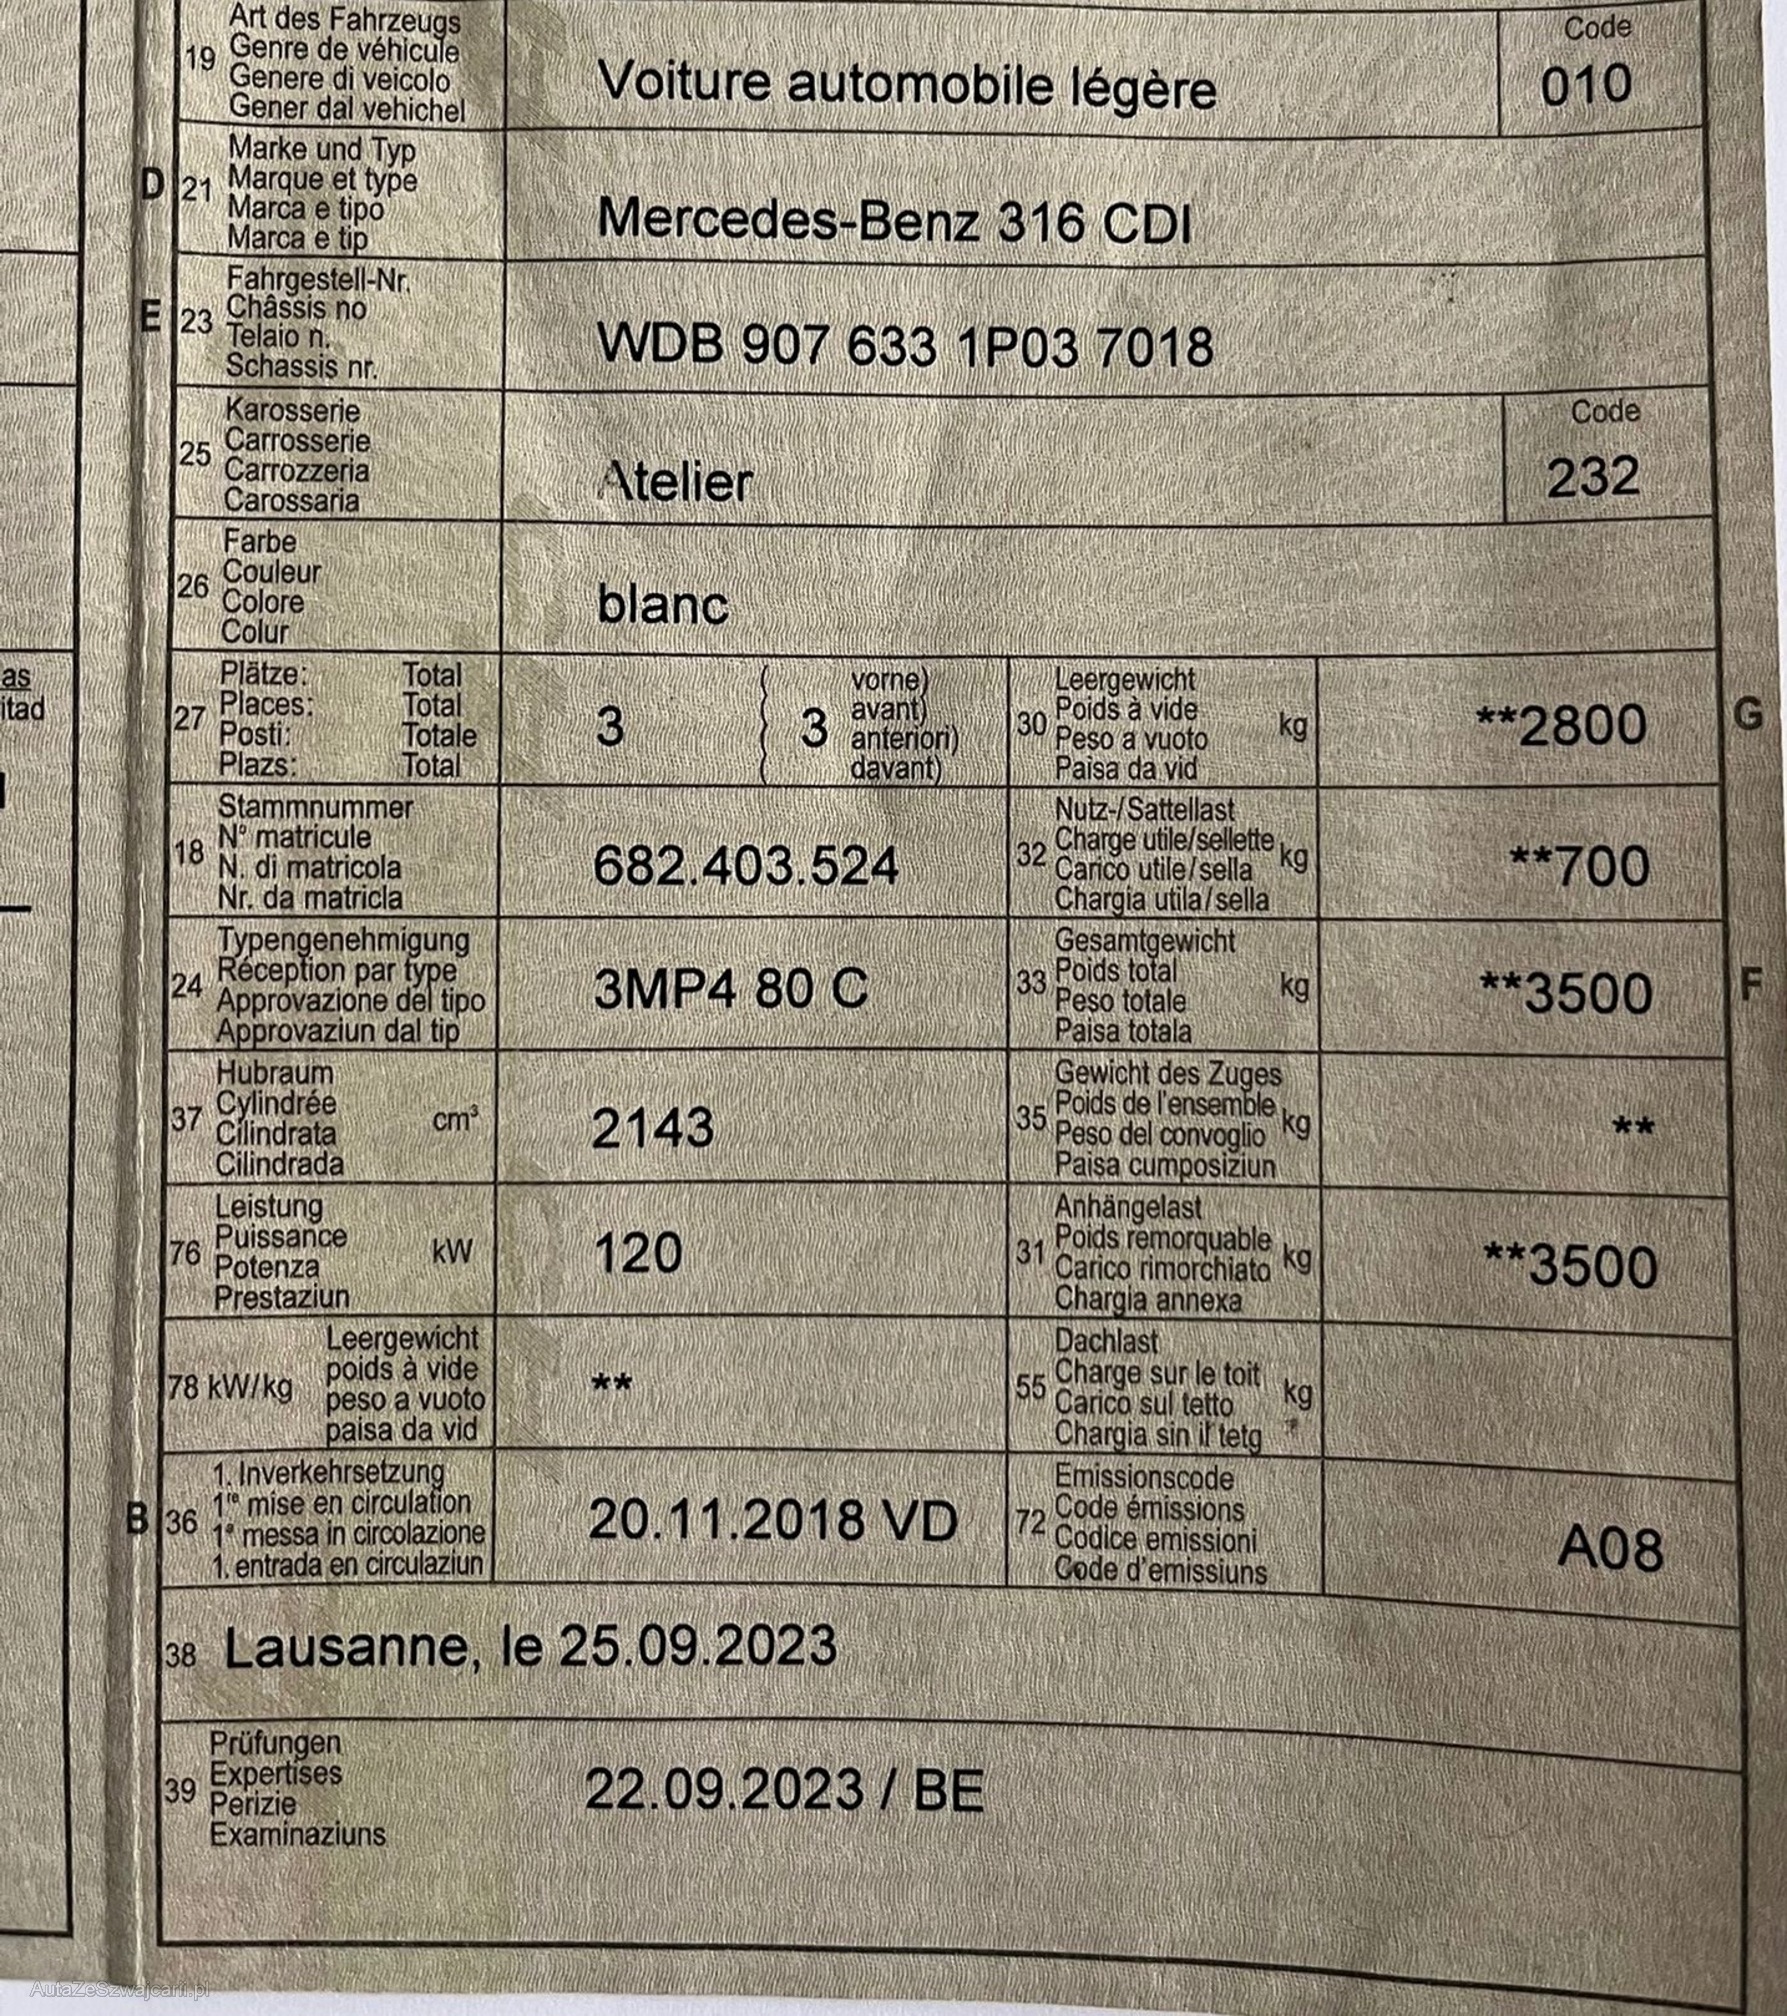 Art des Fahrzeugs
19 Genre de véhicule
Genere di veicolo
Gener dal vehichel
Voiture automobile légère
Code
010
D 21 Marke und Typ
Marque et type
Marca e tipo
Marca e tip
Mercedes-Benz 316 CDI
E 23 Fahrgestell-Nr.
Châssis no
Telaio n.
Schassis nr.
WDB 907 633 1P03 7018
25 Karosserie
Carrosserie
Carrozzeria
Carossaria
Atelier
Code
232
26 Farbe
Couleur
Colore
Colur
blanc
as
itad
27 Plätze: Total
Places: Total
Posti: Totale
Plazs: Total
3 ( 3 vorne)
avant)
anteriori)
davant)
30 Leergewicht
Poids à vide
Peso a vuoto
Paisa da vid
kg
**2800
G
18 Stammnummer
N° matricule
N. di matricola
Nr. da matricla
682.403.524
32 Nutz-/Sattellast
Charge utile/sellette
Carico utile/sella
Chargia utila/sella
kg
**700
24 Typengenehmigung
Réception par type
Approvazione del tipo
Approvaziun dal tip
3MP4 80 C
33 Gesamtgewicht
Poids total
Peso totale
Paisa totala
kg
**3500
F
37 Hubraum
Cylindrée
Cilindrata
Cilindrada
cm³
2143
35 Gewicht des Zuges
Poids de l'ensemble
Peso del convoglio
Paisa cumposiziun
kg
**
76 Leistung
Puissance
Potenza
Prestaziun
kW
120
31 Anhängelast
Poids remorquable
Carico rimorchiato
Chargia annexa
kg
**3500
78 kW/kg Leergewicht
poids à vide
peso a vuoto
paisa da vid
**
55 Dachlast
Charge sur le toit
Carico sul tetto
Chargia sin il tetg
kg
B 36 1. Inverkehrsetzung
1re mise en circulation
1a messa in circolazione
1. entrada en circulaziun
20.11.2018 VD
72 Emissionscode
Code émissions
Codice emissioni
Code d'emissiuns
A08
38 Lausanne, le 25.09.2023
39 Prüfungen
Expertises
Perizie
Examinaziuns
22.09.2023 / BE
AutaZeSzwajcarii.pl